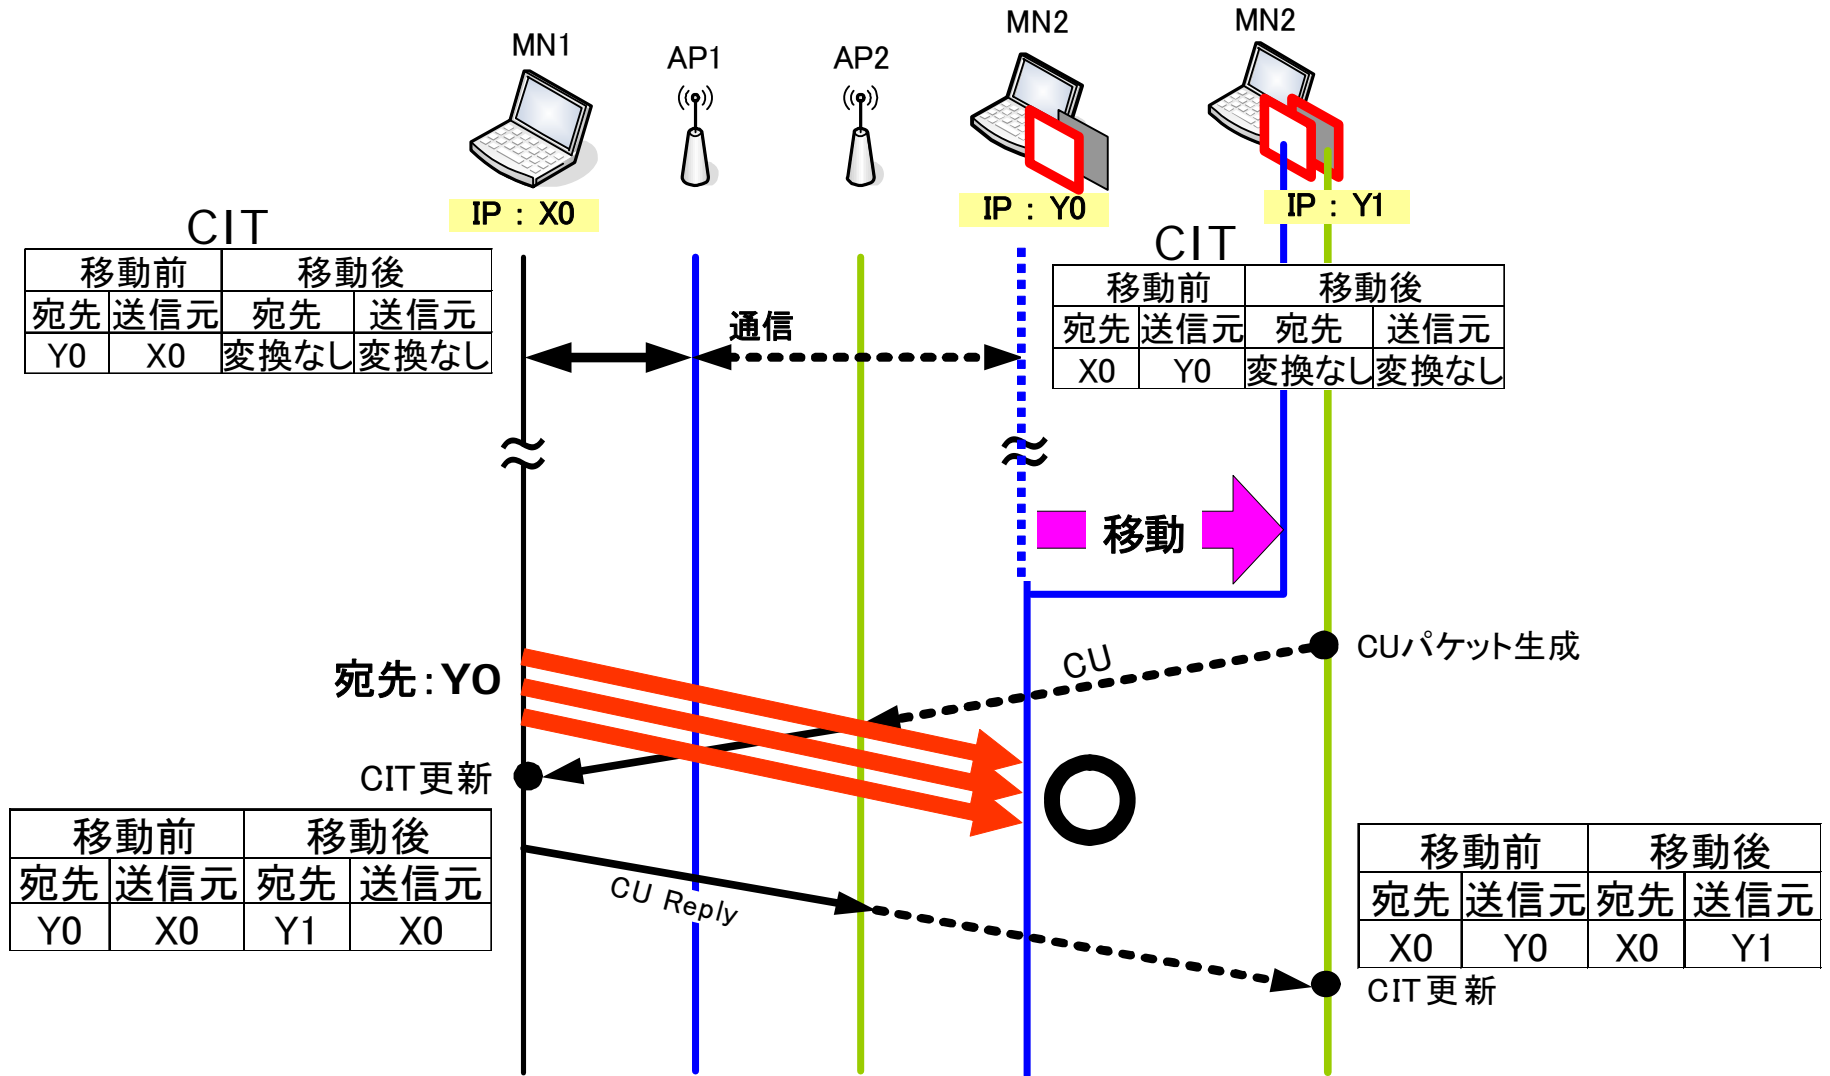 MN1
AP1
AP2
MN2
MN2
IP : X0
IP : Y0
IP : Y1
CIT
移動前 移動後
宛先 送信元 宛先 送信元
Y0 X0 変換なし 変換なし
CIT
移動前 移動後
宛先 送信元 宛先 送信元
X0 Y0 変換なし 変換なし
通信
移動
CUパケット生成
CU
宛先:Y0
CIT更新
移動前 移動後
宛先 送信元 宛先 送信元
Y0 X0 Y1 X0
CU Reply
移動前 移動後
宛先 送信元 宛先 送信元
X0 Y0 X0 Y1
CIT更新